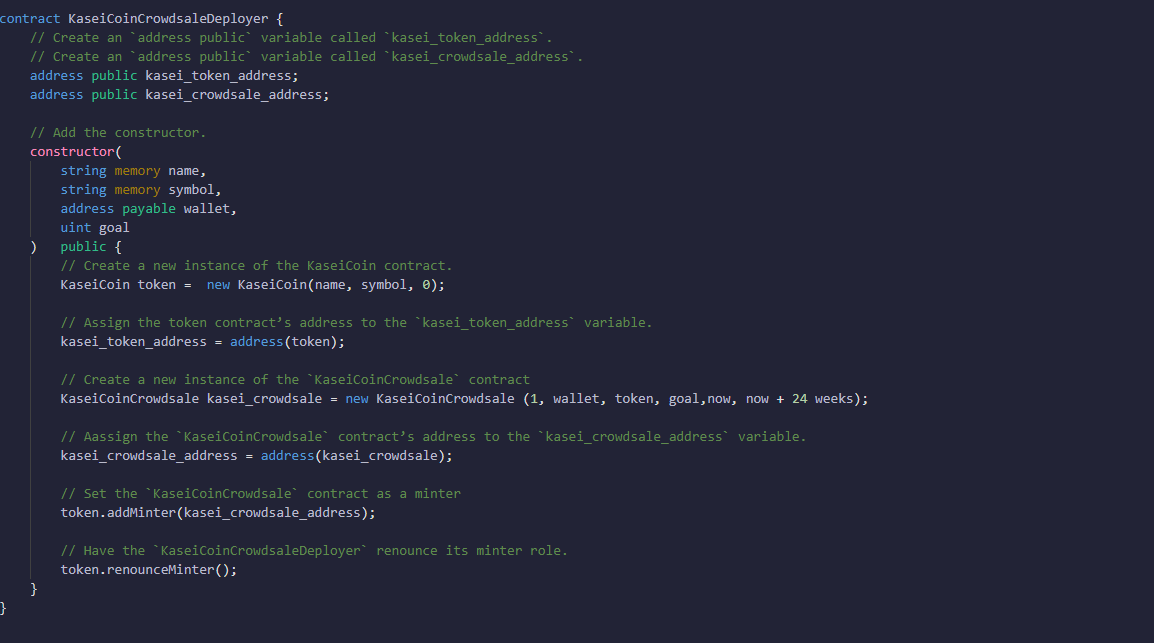 contract KaseiCoinCrowdsaleDeployer {
    // Create an `address public` variable called `kasei_token_address`.
    // Create an `address public` variable called `kasei_crowdsale_address`.
    address public kasei_token_address;
    address public kasei_crowdsale_address;

    // Add the constructor.
    constructor(
        string memory name,
        string memory symbol,
        address payable wallet,
        uint goal
    )   public {
        // Create a new instance of the KaseiCoin contract.
        KaseiCoin token =  new KaseiCoin(name, symbol, 0);

        // Assign the token contract’s address to the `kasei_token_address` variable.
        kasei_token_address = address(token);

        // Create a new instance of the `KaseiCoinCrowdsale` contract
        KaseiCoinCrowdsale kasei_crowdsale = new KaseiCoinCrowdsale (1, wallet, token, goal,now, now + 24 weeks);

        // Aassign the `KaseiCoinCrowdsale` contract’s address to the `kasei_crowdsale_address` variable.
        kasei_crowdsale_address = address(kasei_crowdsale);

        // Set the `KaseiCoinCrowdsale` contract as a minter
        token.addMinter(kasei_crowdsale_address);

        // Have the `KaseiCoinCrowdsaleDeployer` renounce its minter role.
        token.renounceMinter();
    }
}